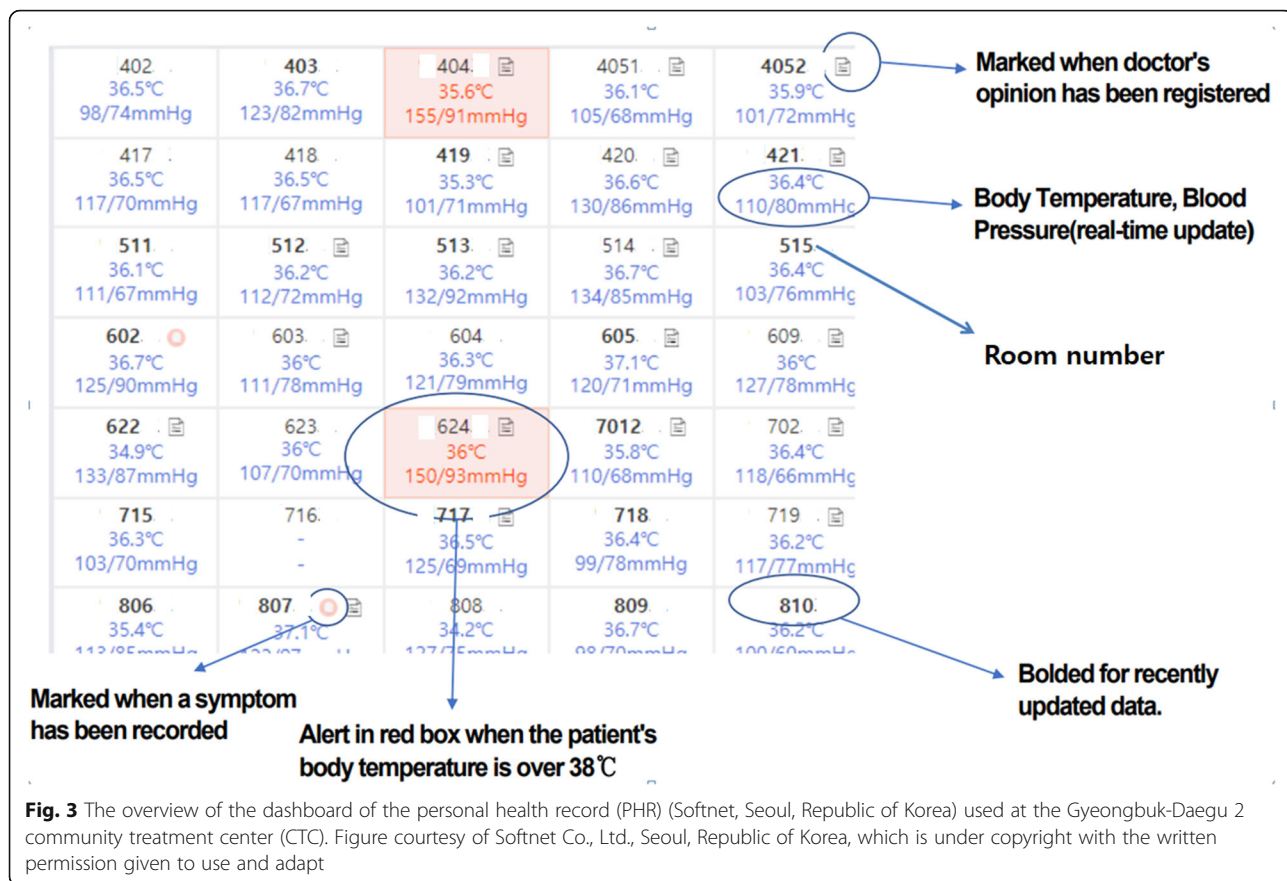 402 403 404 4051 4052
36.5℃ 36.7℃ 35.6℃ 36.1℃ 35.9℃
98/74mmHg 123/82mmHg 155/91mmHg 105/68mmHg 101/72mmHg
Marked when doctor's
opinion has been registered
417 418 419 420 421
36.5℃ 36.5℃ 35.3℃ 36.6℃ 36.4℃
117/70mmHg 117/67mmHg 101/71mmHg 130/86mmHg 110/80mmHg
Body Temperature, Blood
Pressure(real-time update)
511 512 513 514 515
36.1℃ 36.2℃ 36.2℃ 36.7℃ 36.4℃
111/67mmHg 112/72mmHg 132/92mmHg 134/85mmHg 103/76mmHg
Room number
602 603 604 605 609
36.7℃ 36℃ 36.3℃ 37.1℃ 36℃
125/90mmHg 111/78mmHg 121/79mmHg 120/71mmHg 127/78mmHg
622 623 624 7012 702
34.9℃ 36℃ 36℃ 35.8℃ 36.4℃
133/87mmHg 107/70mmHg 150/93mmHg 110/68mmHg 118/66mmHg
715 716 717 718 719
36.3℃ - 36.5℃ 36.4℃ 36.2℃
103/70mmHg - 125/69mmHg 99/78mmHg 117/77mmHg
806 807 808 809 810
35.4℃ 37.1℃ 34.2℃ 36.7℃ 36.2℃
Marked when a symptom
has been recorded
Alert in red box when the patient's
body temperature is over 38℃
Bolded for recently
updated data.
Fig. 3 The overview of the dashboard of the personal health record (PHR) (Softnet, Seoul, Republic of Korea) used at the Gyeongbuk-Daegu 2
community treatment center (CTC). Figure courtesy of Softnet Co., Ltd., Seoul, Republic of Korea, which is under copyright with the written
permission given to use and adapt